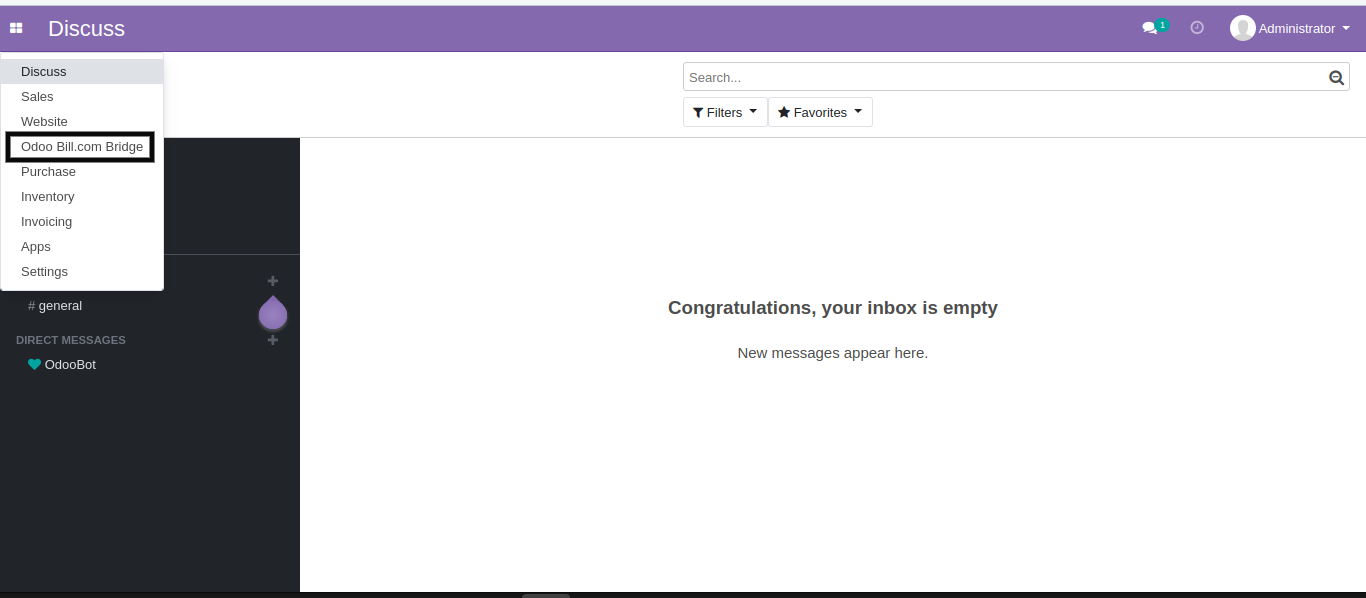 Discuss
1
Administrator
Discuss
Sales
Website
Odoo Bill.com Bridge
Purchase
Inventory
Invoicing
Apps
Settings
Search...
Filters
Favorites
# general
DIRECT MESSAGES
OdooBot
Congratulations, your inbox is empty
New messages appear here.